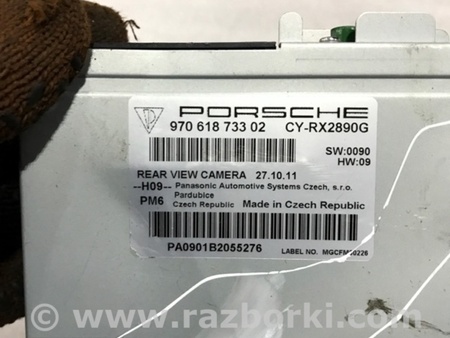 PORSCHE
970 618 733 02 CY-RX2890G
SW:0090
HW:09
REAR VIEW CAMERA 27.10.11
--H09-- Panasonic Automotive Systems Czech, s.r.o.
Pardubice
PM6 Czech Republic Made in Czech Republic
PA0901B2055276
LABEL NO. MGCFM00226
© www.razborki.com